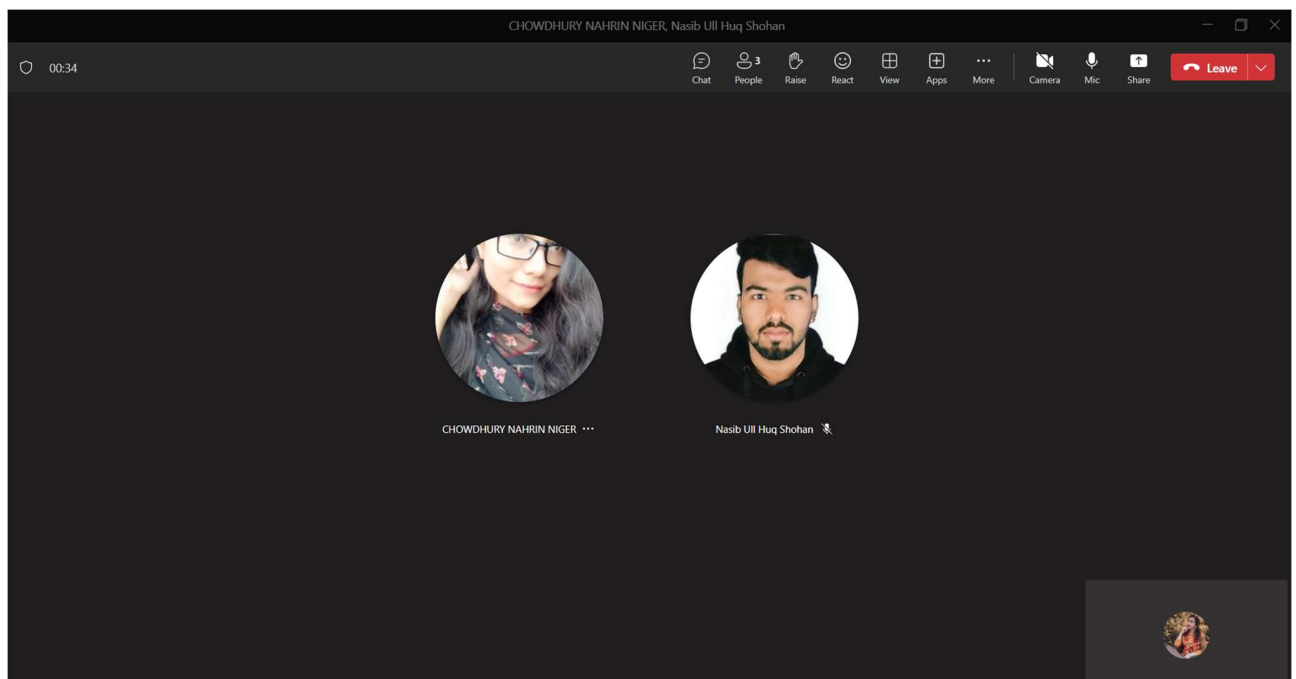 CHOWDHURY NAHRIN NIGER, Nasib Ull Huq Shohan
00:34
3
Chat People Raise React View Apps More Camera Mic Share Leave
CHOWDHURY NAHRIN NIGER ··· Nasib Ull Huq Shohan